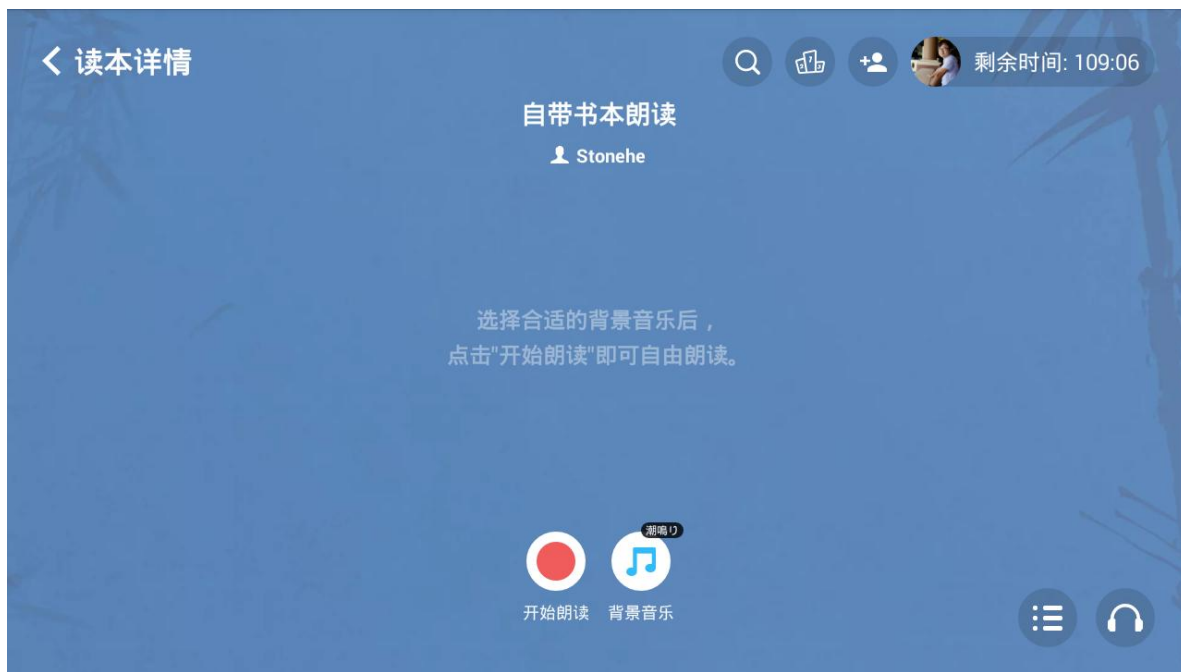 读本详情
剩余时间: 109:06
自带书本朗读
Stonehe
选择合适的背景音乐后，
点击"开始朗读"即可自由朗读。
潮鳴り
开始朗读
背景音乐